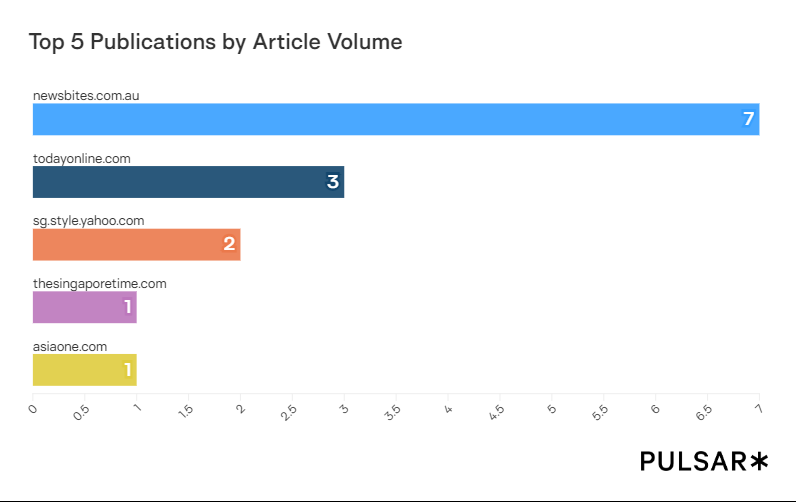 Top 5 Publications by Article Volume
newsbites.com.au
7
todayonline.com
3
sg.style.yahoo.com
2
thesingaporetime.com
1
asiaone.com
1
0 0.5 1 1.5 2 2.5 3 3.5 4 4.5 5 5.5 6 6.5 7
PULSAR*